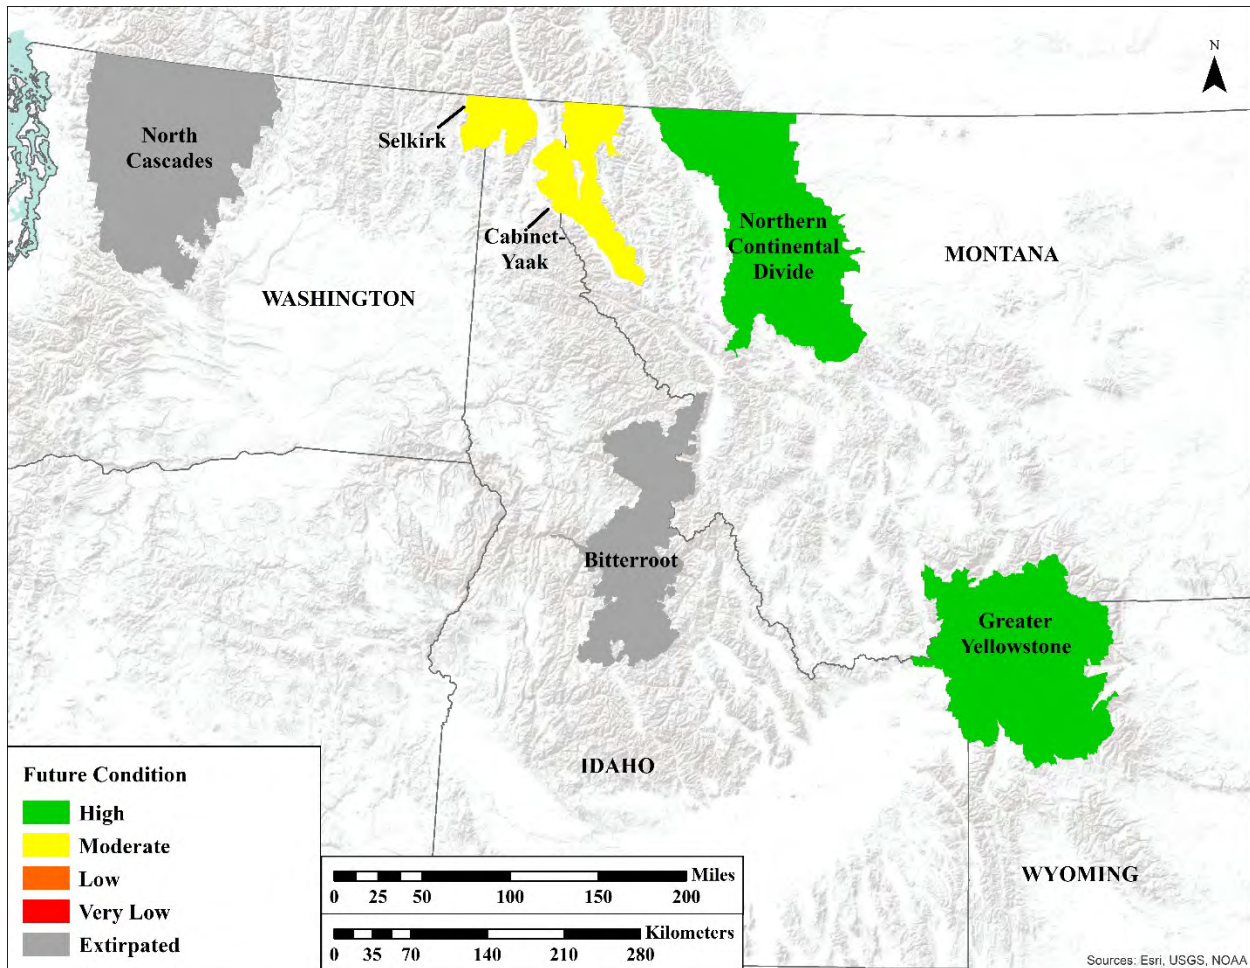 N
North
Cascades
Selkirk
Cabinet-
Yaak
Northern
Continental
Divide
MONTANA
WASHINGTON
Bitterroot
Greater
Yellowstone
IDAHO
WYOMING
Future Condition
High
Moderate
Low
Very Low
Extirpated
Miles
0 25 50 100 150 200
Kilometers
0 35 70 140 210 280
Sources: Esri, USGS, NOAA